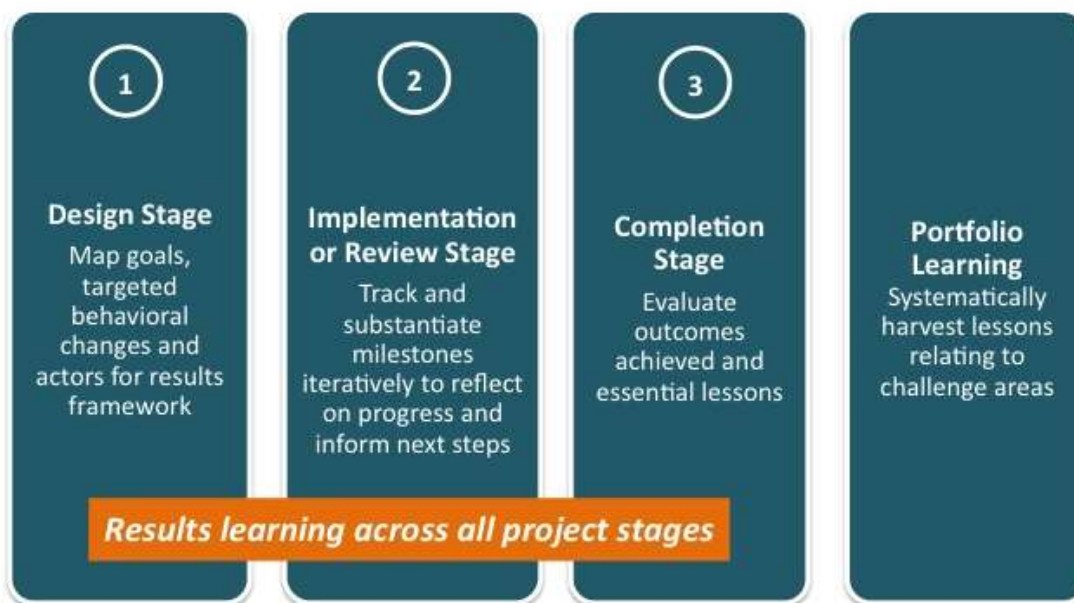 1
Design Stage
Map goals,
targeted
behavioral
changes and
actors for results
framework
2
Implementation
or Review Stage
Track and
substantiate
milestones
iteratively to reflect
on progress and
inform next steps
3
Completion
Stage
Evaluate
outcomes
achieved and
essential lessons
Portfolio
Learning
Systematically
harvest lessons
relating to
challenge areas
Results learning across all project stages